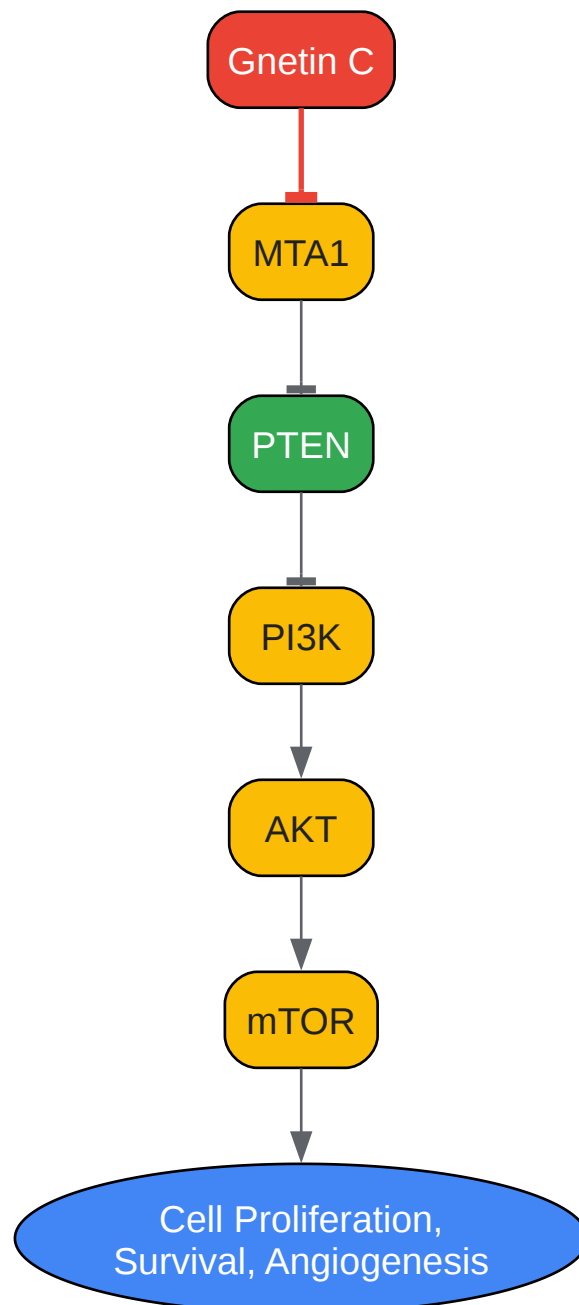 Gnetin C
MTA1
PTEN
PI3K
AKT
mTOR
Cell Proliferation,
Survival, Angiogenesis